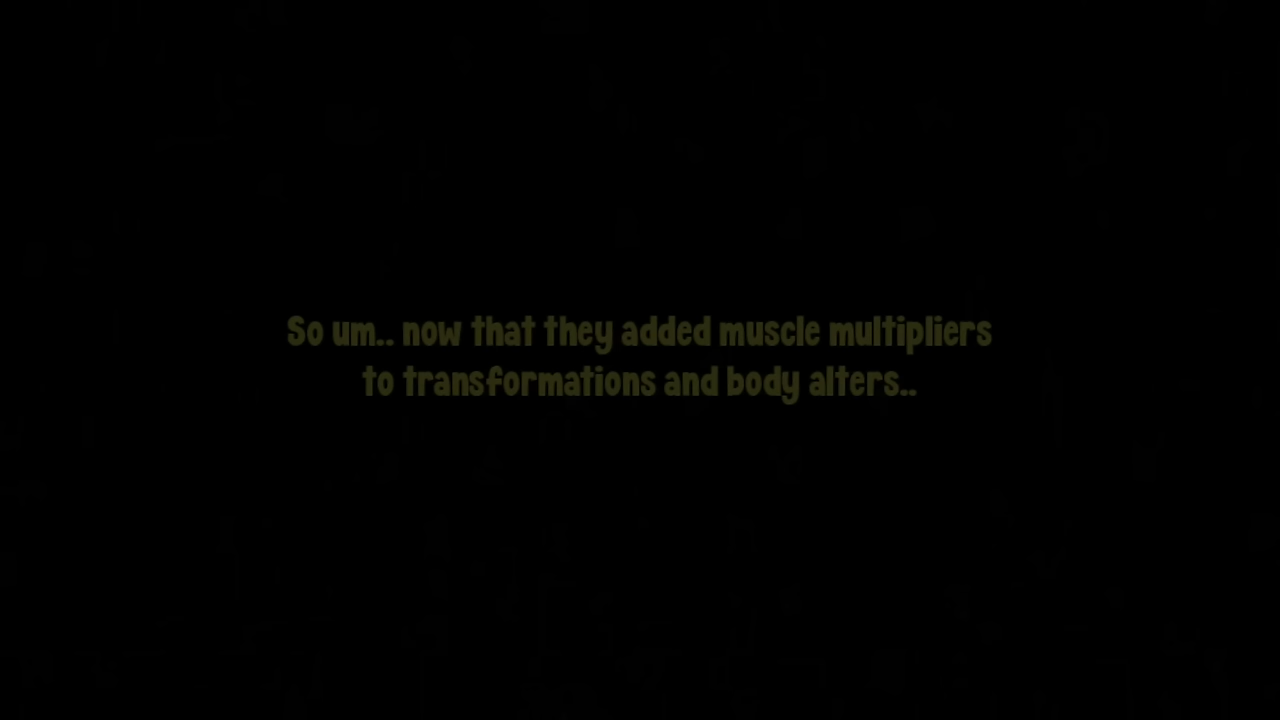 So um.. now that they added muscle multipliers
to transformations and body alters..